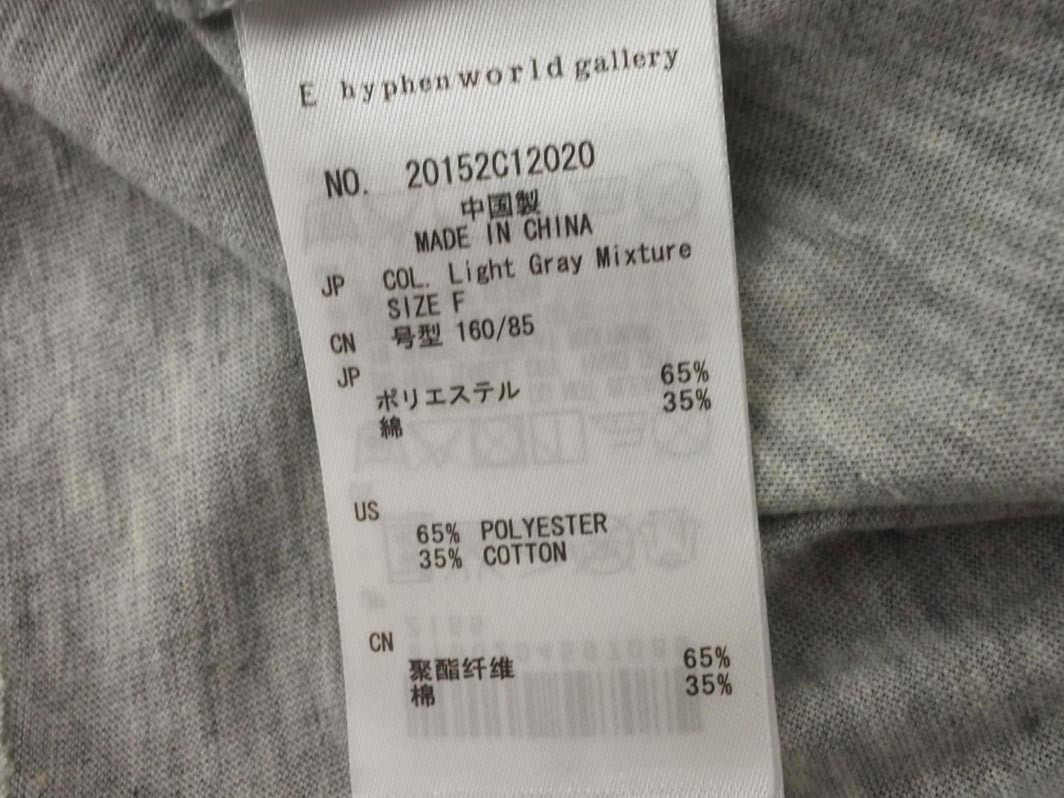 E hyphen world gallery
NO. 20152C12020
中国製
MADE IN CHINA
JP COL. Light Gray Mixture
SIZE F
CN 号型 160/85
JP
ポリエステル 65%
綿 35%
US
65% POLYESTER
35% COTTON
CN
聚酯纤维 65%
棉 35%